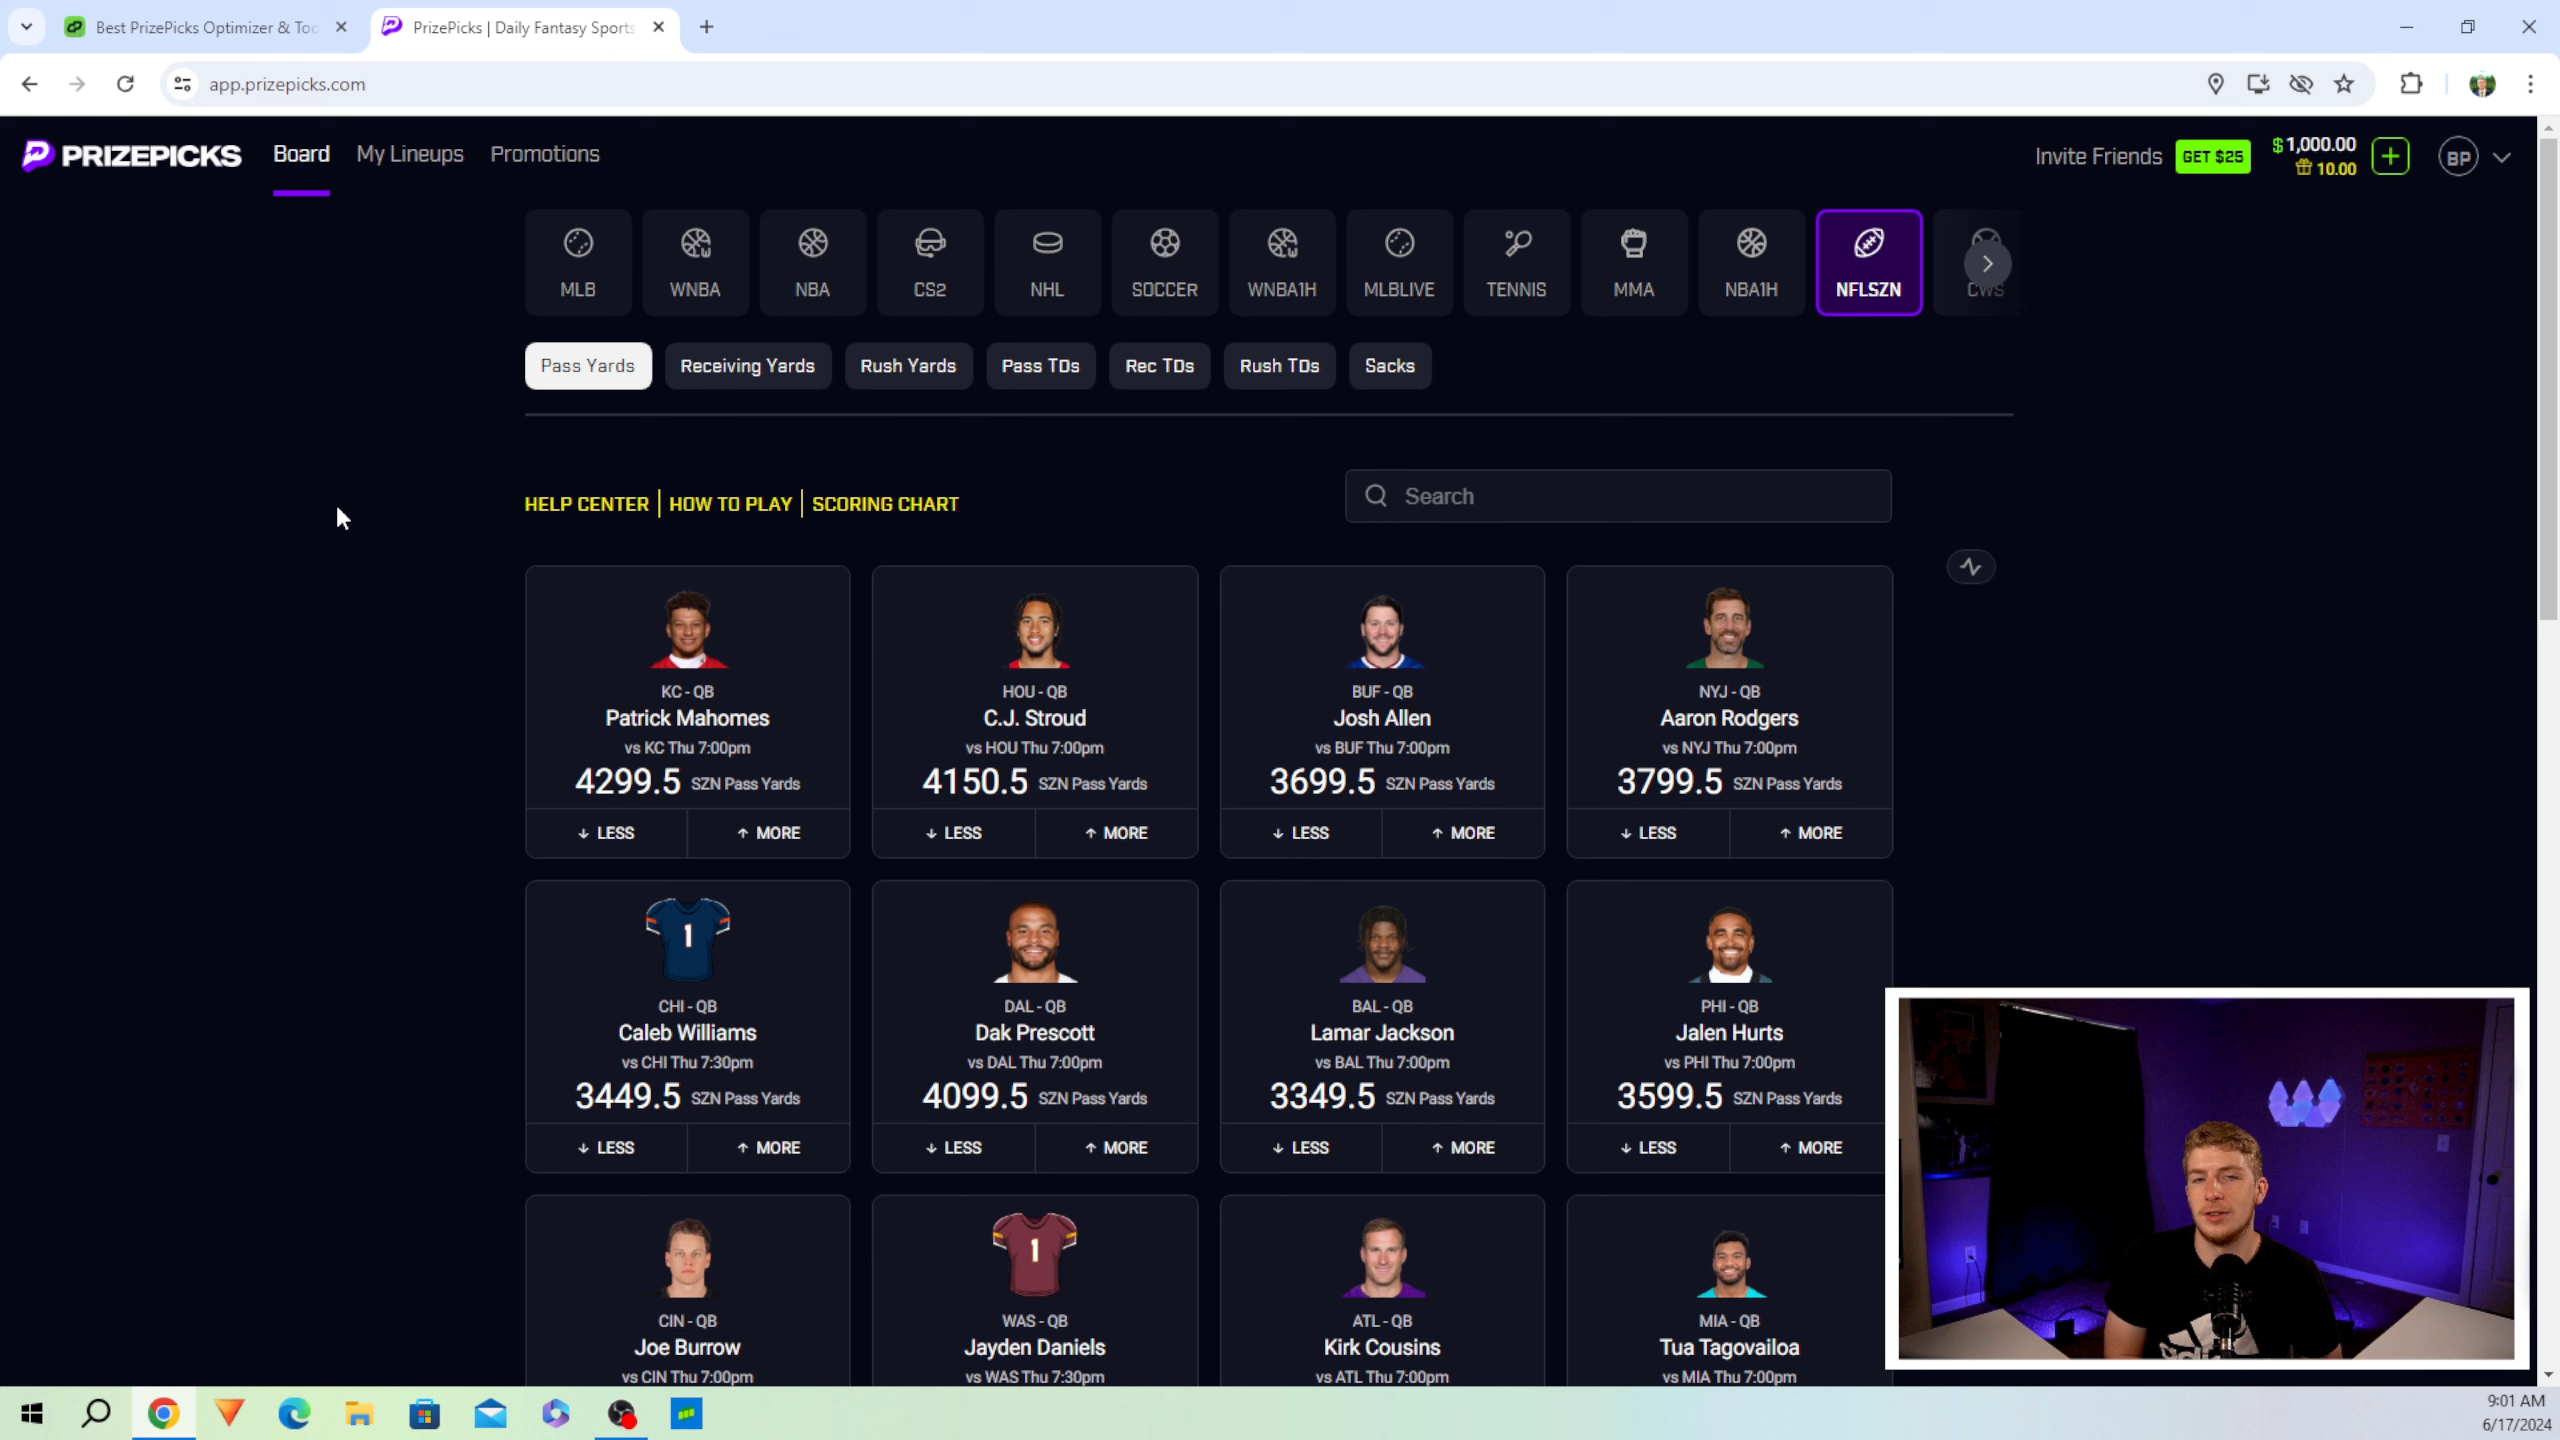 Best PrizePicks Optimizer & Too
PrizePicks | Daily Fantasy Sports
app.prizepicks.com
PRIZEPICKS
Board
My Lineups
Promotions
Invite Friends
GET $25
$1,000.00
10.00
BP
MLB
WNBA
NBA
CS2
NHL
SOCCER
WNBA1H
MLBLIVE
TENNIS
MMA
NBA1H
NFLSZN
CWS
Pass Yards
Receiving Yards
Rush Yards
Pass TDs
Rec TDs
Rush TDs
Sacks
HELP CENTER | HOW TO PLAY | SCORING CHART
Search
KC - QB
Patrick Mahomes
vs KC Thu 7:00pm
4299.5 SZN Pass Yards
↓ LESS
↑ MORE
HOU - QB
C.J. Stroud
vs HOU Thu 7:00pm
4150.5 SZN Pass Yards
↓ LESS
↑ MORE
BUF - QB
Josh Allen
vs BUF Thu 7:00pm
3699.5 SZN Pass Yards
↓ LESS
↑ MORE
NYJ - QB
Aaron Rodgers
vs NYJ Thu 7:00pm
3799.5 SZN Pass Yards
↓ LESS
↑ MORE
1
CHI - QB
Caleb Williams
vs CHI Thu 7:30pm
3449.5 SZN Pass Yards
↓ LESS
↑ MORE
DAL - QB
Dak Prescott
vs DAL Thu 7:00pm
4099.5 SZN Pass Yards
↓ LESS
↑ MORE
BAL - QB
Lamar Jackson
vs BAL Thu 7:00pm
3349.5 SZN Pass Yards
↓ LESS
↑ MORE
PHI - QB
Jalen Hurts
vs PHI Thu 7:00pm
3599.5 SZN Pass Yards
↓ LESS
↑ MORE
CIN - QB
Joe Burrow
vs CIN Thu 7:00pm
1
WAS - QB
Jayden Daniels
vs WAS Thu 7:30pm
ATL - QB
Kirk Cousins
vs ATL Thu 7:00pm
MIA - QB
Tua Tagovailoa
vs MIA Thu 7:00pm
9:01 AM
6/17/2024